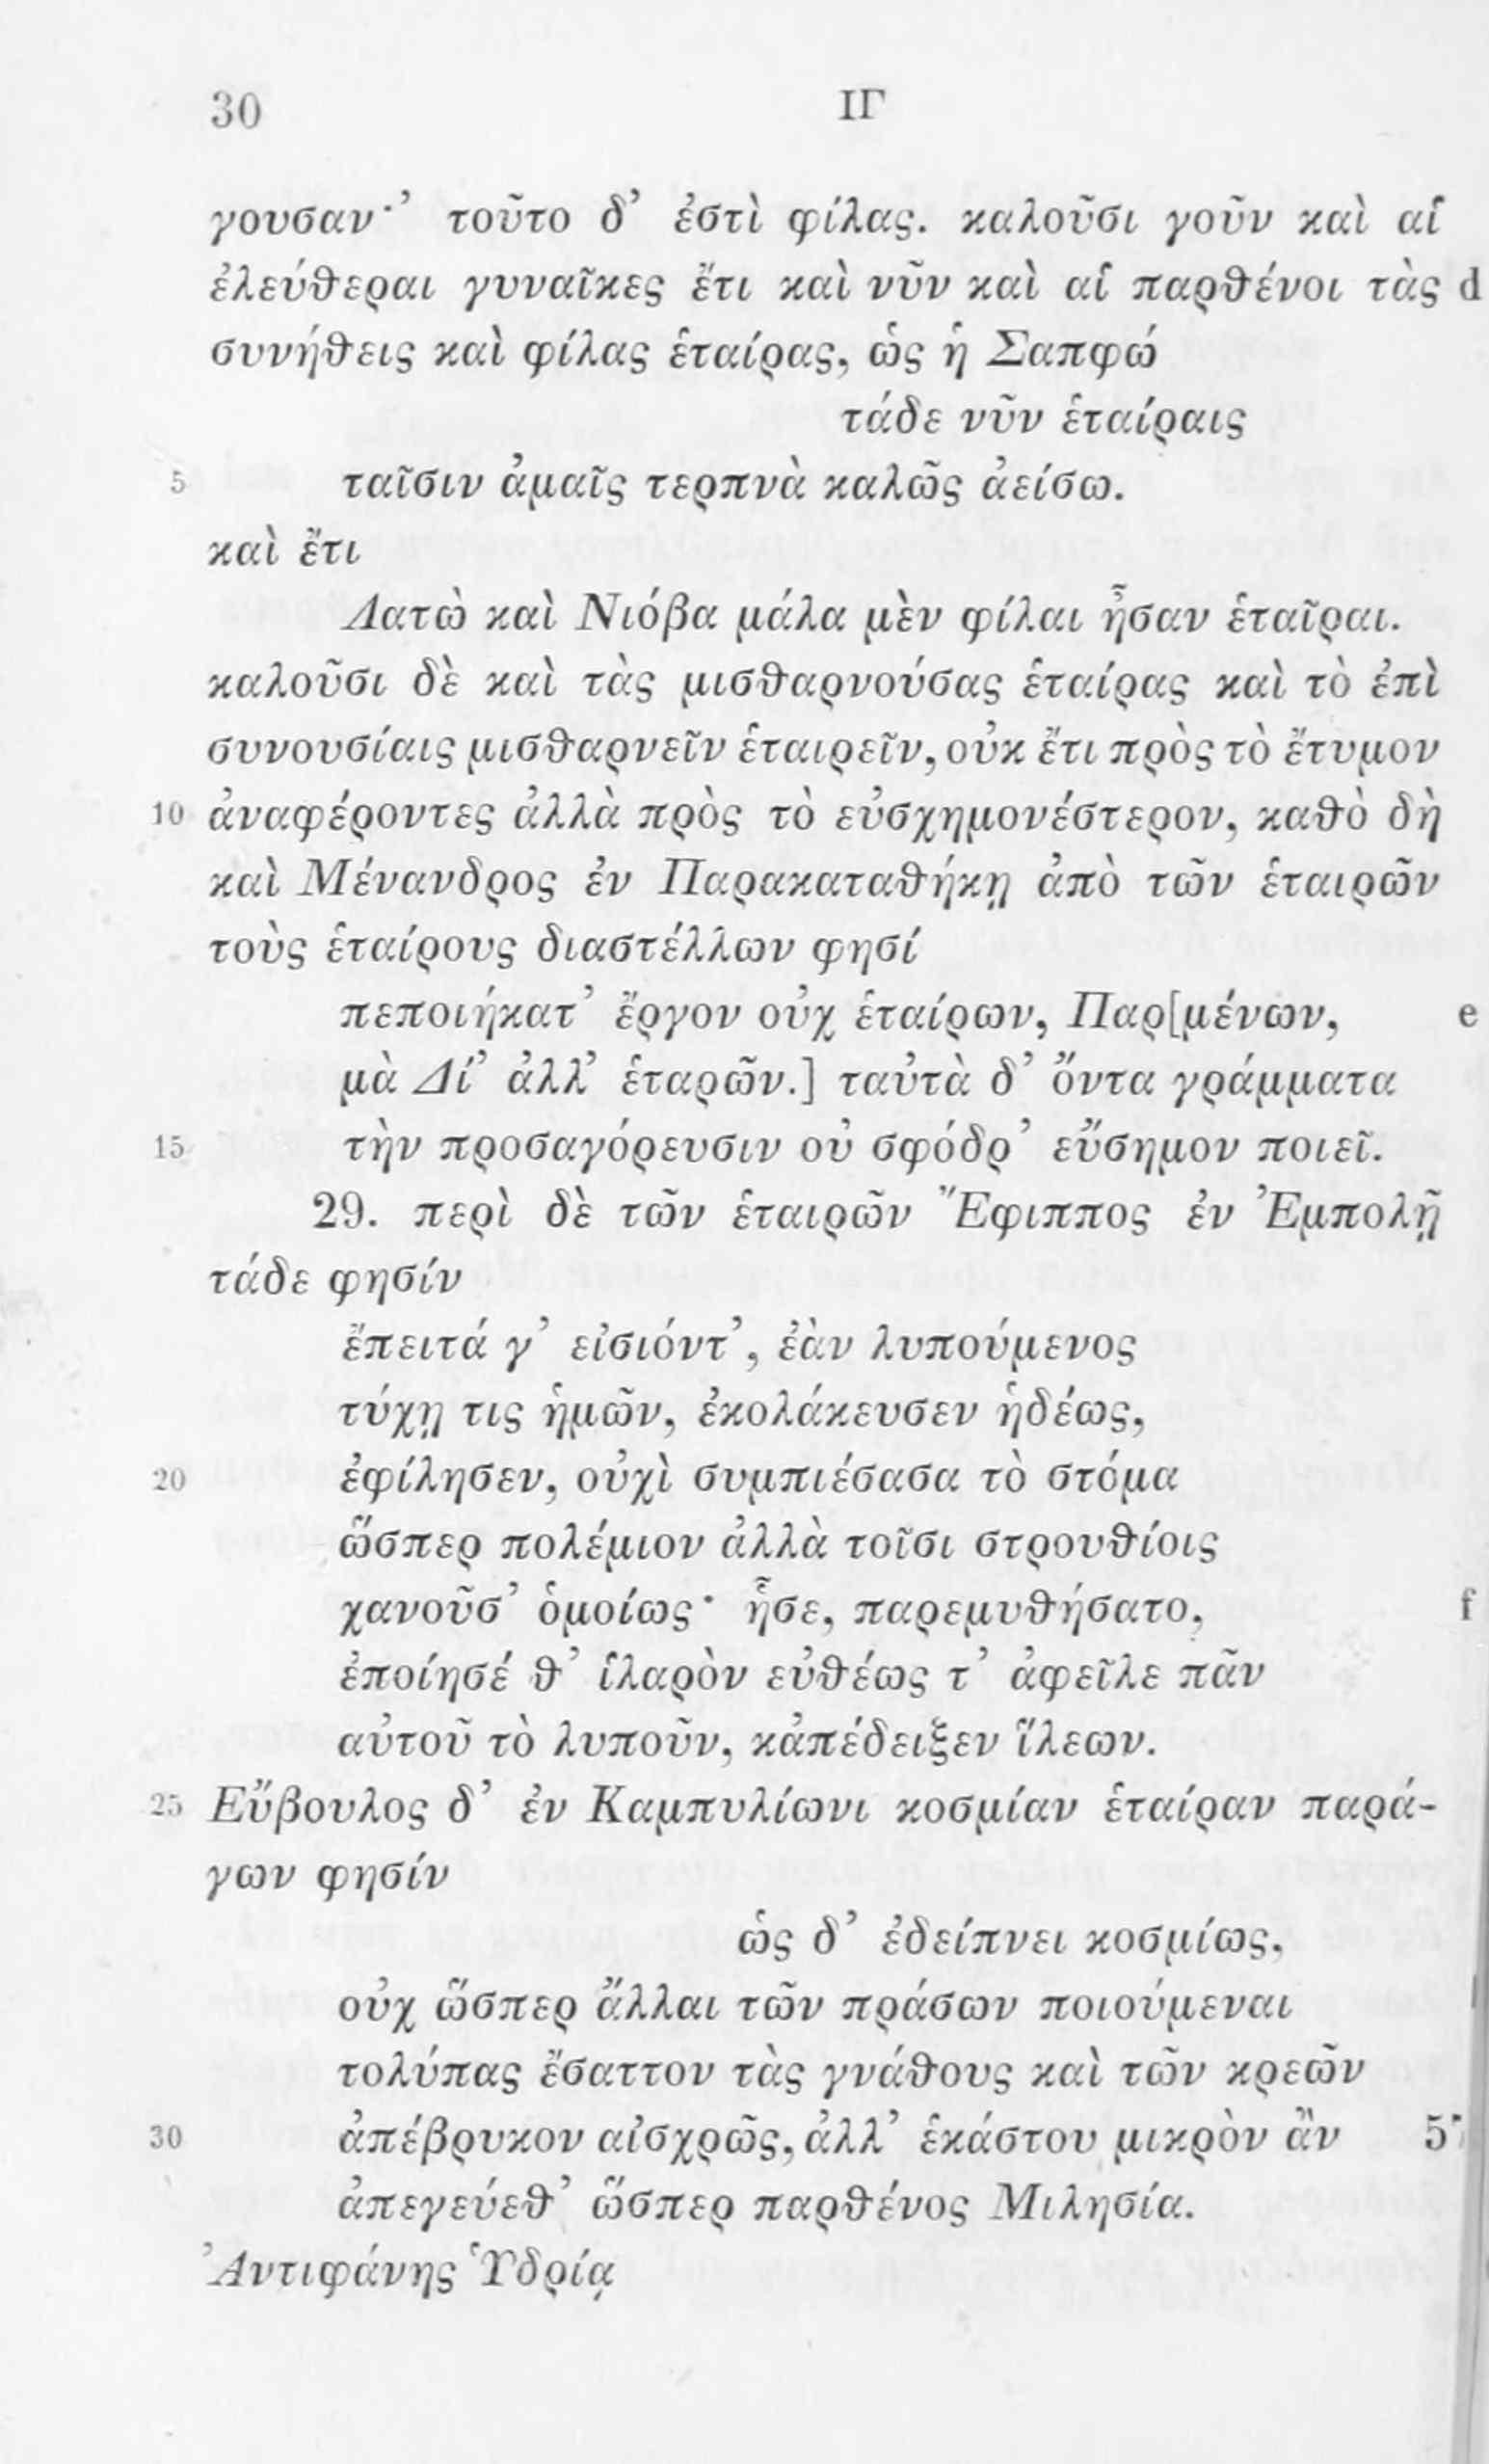 30 ΙΓ
γουσαν·’ τοῦτο δ’ ἐστὶ φίλας. καλοῦσι γοῦν καὶ αἱ
ἐλεύθεραι γυναῖκες ἔτι καὶ νῦν καὶ αἱ παρθένοι τὰς d
συνήθεις καὶ φίλας ἑταίρας, ὡς ἡ Σαπφώ
τάδε νῦν ἑταίραις
5 ταῖσιν ἀμαῖς τερπνὰ καλῶς ἀείσω.
καὶ ἔτι
Λατὼ καὶ Νιόβα μάλα μὲν φίλαι ἦσαν ἑταῖραι.
καλοῦσι δὲ καὶ τὰς μισθαρνούσας ἑταίρας καὶ τὸ ἐπὶ
συνουσίαις μισθαρνεῖν ἑταιρεῖν, οὐκ ἔτι πρὸς τὸ ἔτυμον
10 ἀναφέροντες ἀλλὰ πρὸς τὸ εὐσχημονέστερον, καθὸ δὴ
καὶ Μένανδρος ἐν Παρακαταθήκῃ ἀπὸ τῶν ἑταιρῶν
τοὺς ἑταίρους διαστέλλων φησί
πεποιήκατ’ ἔργον οὐχ ἑταίρων, Παρ[μένων, e
μὰ Δί’ ἀλλ’ ἑταρῶν.] ταὐτὰ δ’ ὄντα γράμματα
15 τὴν προσαγόρευσιν οὐ σφόδρ’ εὔσημον ποιεῖ.
29. περὶ δὲ τῶν ἑταιρῶν Ἔφιππος ἐν Ἐμπολῇ
τάδε φησίν
ἔπειτά γ’ εἰσιόντ’, ἐὰν λυπούμενος
τύχῃ τις ἡμῶν, ἐκολάκευσεν ἡδέως,
20 ἐφίλησεν, οὐχὶ συμπιέσασα τὸ στόμα
ὥσπερ πολέμιον ἀλλὰ τοῖσι στρουθίοις
χανοῦσ’ ὁμοίως· ᾖσε, παρεμυθήσατο, f
ἐποίησέ θ’ ἱλαρὸν εὐθέως τ’ ἀφεῖλε πᾶν
αὐτοῦ τὸ λυποῦν, κἀπέδειξεν ἵλεων.
25 Εὔβουλος δ’ ἐν Καμπυλίωνι κοσμίαν ἑταίραν παρά-
γων φησίν
ὡς δ’ ἐδείπνει κοσμίως,
οὐχ ὥσπερ ἄλλαι τῶν πράσων ποιούμεναι
τολύπας ἔσαττον τὰς γνάθους καὶ τῶν κρεῶν
30 ἀπέβρυκον αἰσχρῶς, ἀλλ’ ἑκάστου μικρὸν ἂν 57
ἀπεγεύεθ’ ὥσπερ παρθένος Μιλησία.
Ἀντιφάνης Ὑδρίᾳ